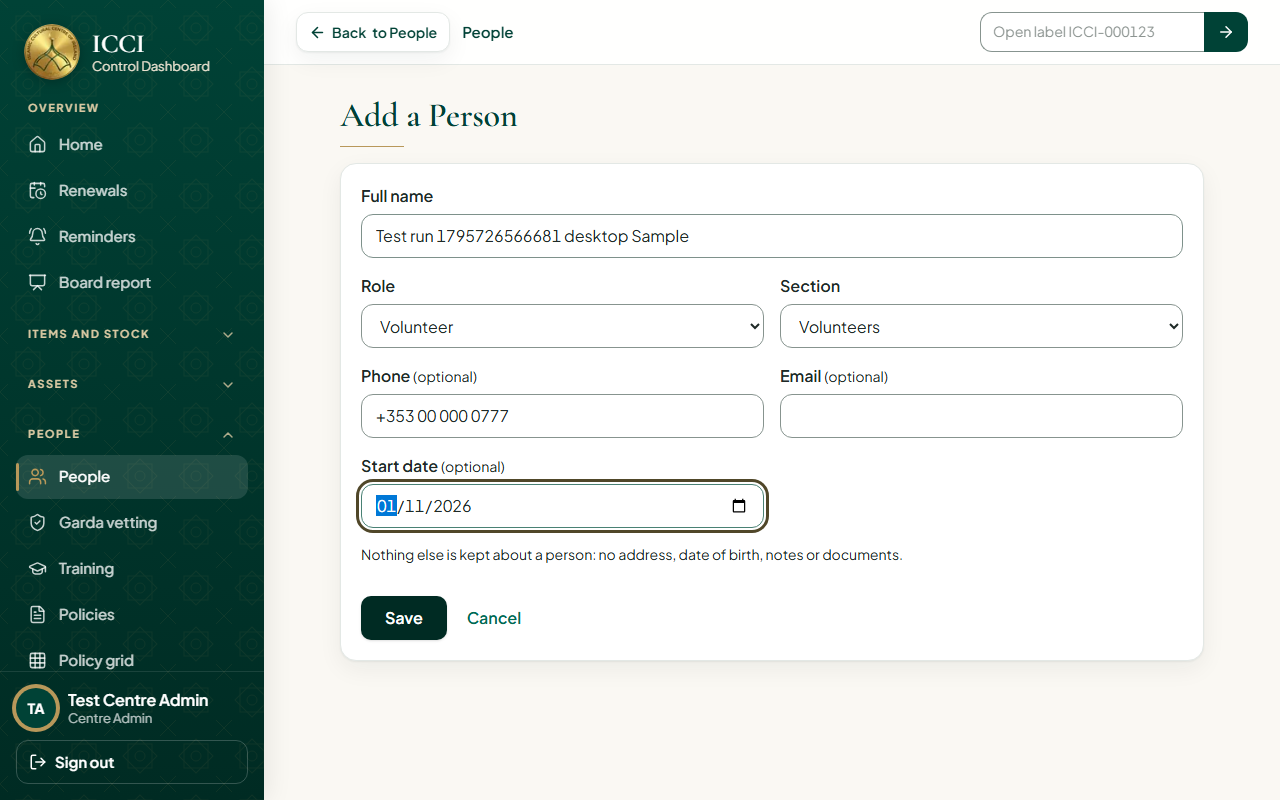 ICCI
Control Dashboard
OVERVIEW
Home
Renewals
Reminders
Board report
ITEMS AND STOCK
ASSETS
PEOPLE
People
Garda vetting
Training
Policies
Policy grid
TA
Test Centre Admin
Centre Admin
Sign out
Back to People
People
Open label ICCI-000123
Add a Person
Full name
Test run 1795726566681 desktop Sample
Role
Section
Volunteer
Volunteers
Phone (optional)
Email (optional)
+353 00 000 0777
Start date (optional)
01/11/2026
Nothing else is kept about a person: no address, date of birth, notes or documents.
Save
Cancel